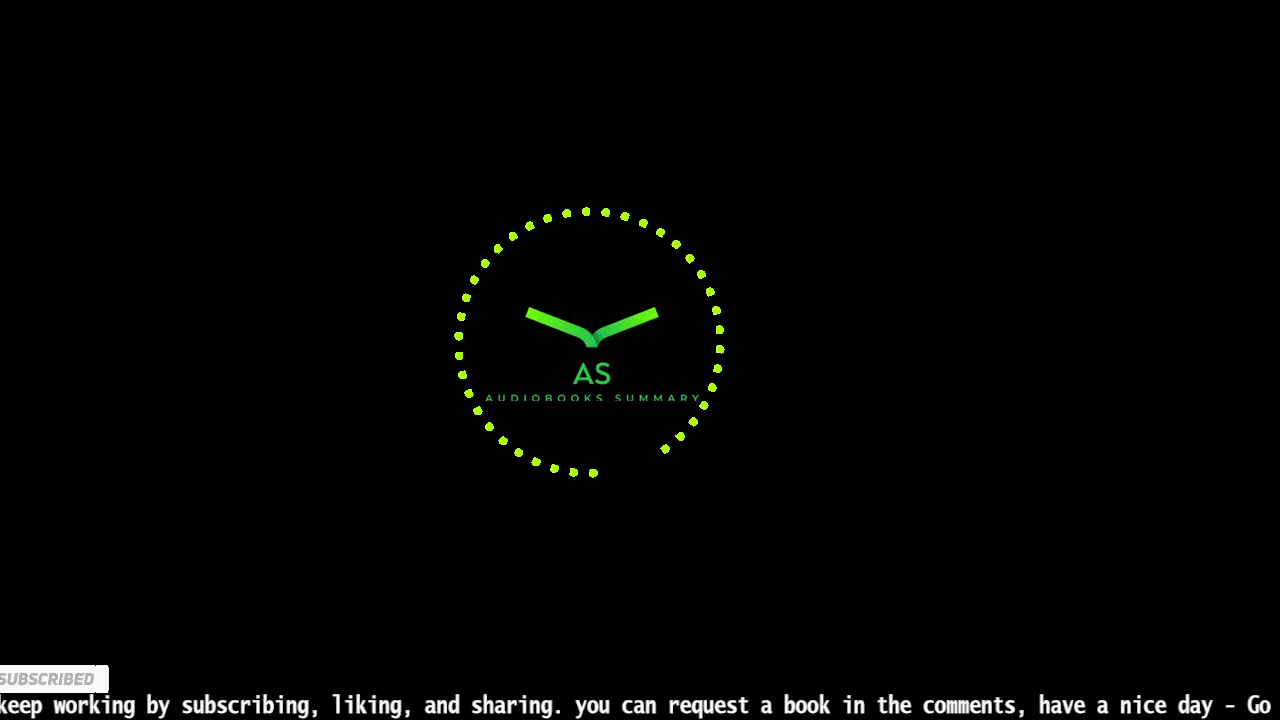 AS
AUDIOBOOKS SUMMARY
SUBSCRIBED
keep working by subscribing, liking, and sharing. you can request a book in the comments, have a nice day - Go